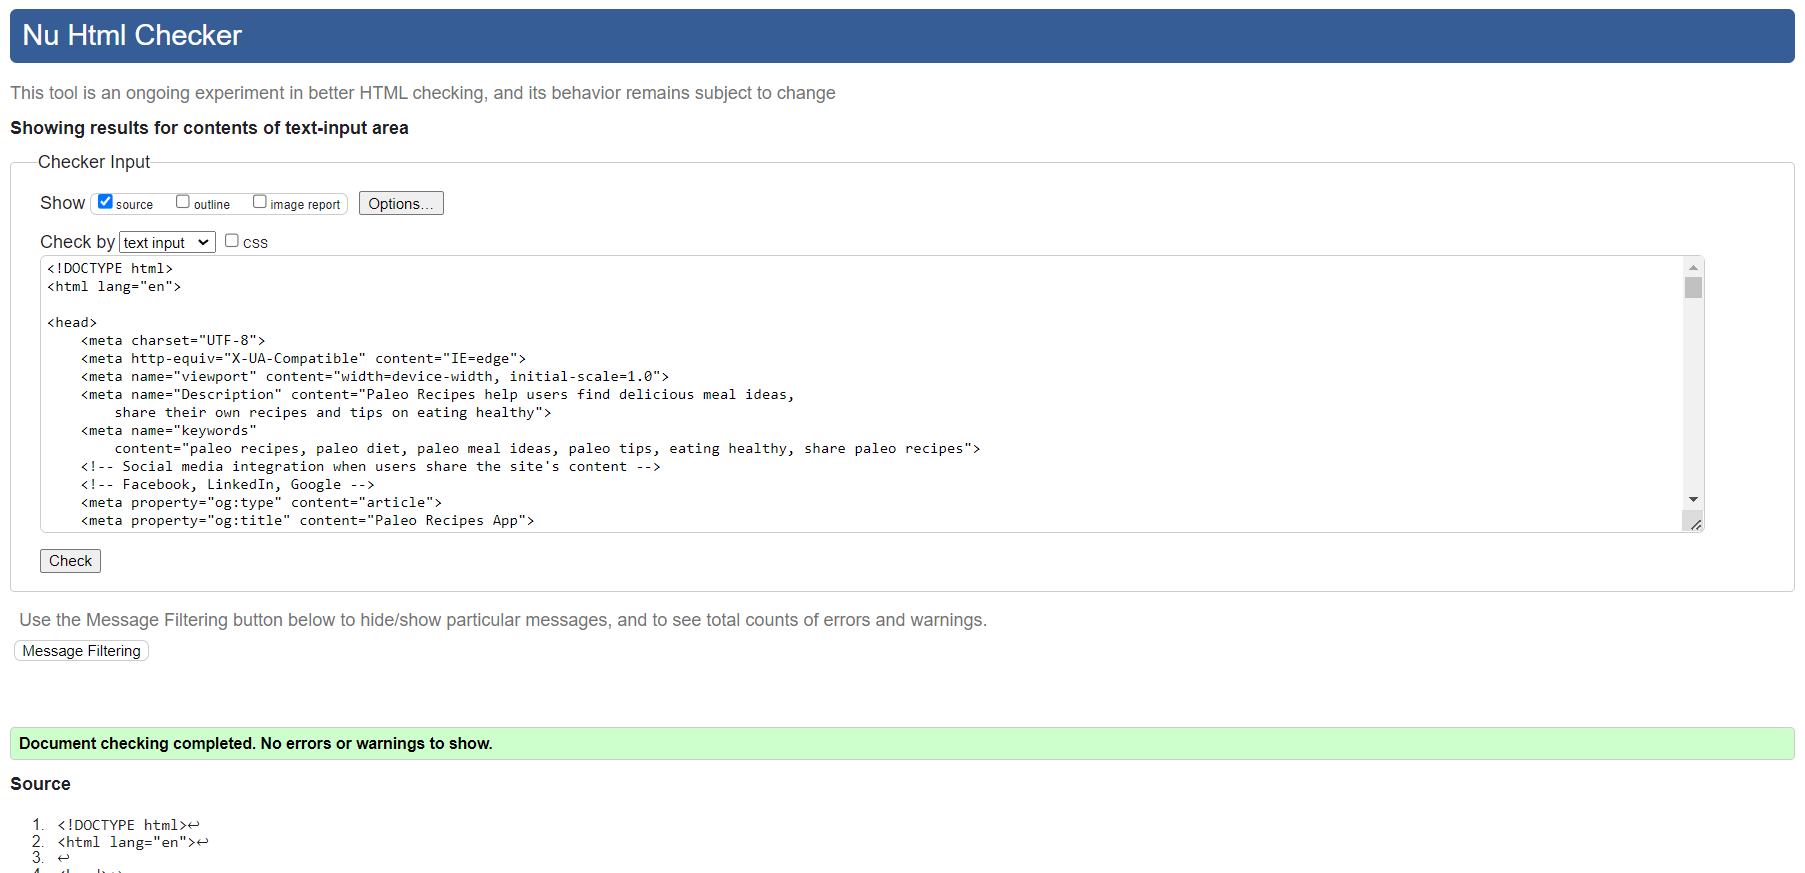 Nu Html Checker
This tool is an ongoing experiment in better HTML checking, and its behavior remains subject to change
Showing results for contents of text-input area
Checker Input
Show source outline image report Options...
Check by text input CSS
<!DOCTYPE html>
<html lang="en">
<head>
<meta charset="UTF-8">
<meta http-equiv="X-UA-Compatible" content="IE=edge">
<meta name="viewport" content="width=device-width, initial-scale=1.0">
<meta name="Description" content="Paleo Recipes help users find delicious meal ideas,
share their own recipes and tips on eating healthy">
<meta name="keywords"
content="paleo recipes, paleo diet, paleo meal ideas, paleo tips, eating healthy, share paleo recipes">
<!-- Social media integration when users share the site's content -->
<!-- Facebook, LinkedIn, Google -->
<meta property="og:type" content="article">
<meta property="og:title" content="Paleo Recipes App">
Check
Use the Message Filtering button below to hide/show particular messages, and to see total counts of errors and warnings.
Message Filtering
Document checking completed. No errors or warnings to show.
Source
1. <!DOCTYPE html>↩
2. <html lang="en">↩
3. ↩